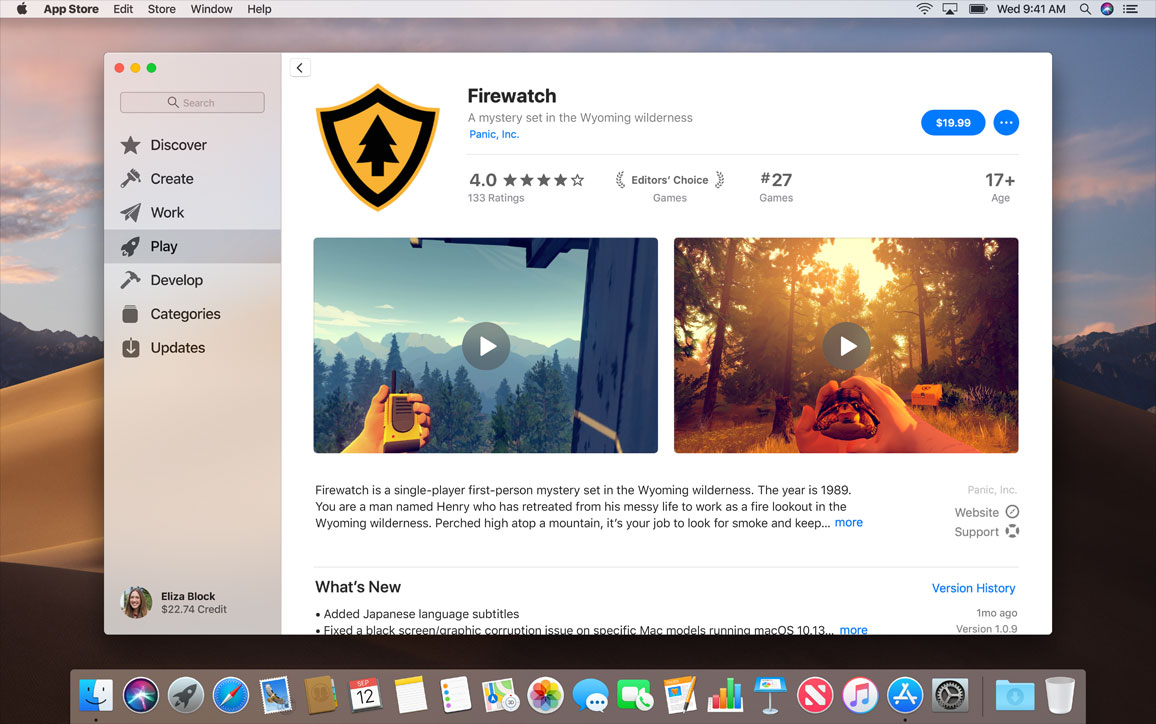 App Store Edit Store Window Help
Wed 9:41 AM
Search
Discover
Create
Work
Play
Develop
Categories
Updates
Eliza Block
$22.74 Credit
Firewatch
A mystery set in the Wyoming wilderness
Panic, Inc.
$19.99
4.0
133 Ratings
Editors’ Choice
Games
#27
Games
17+
Age
Firewatch is a single-player first-person mystery set in the Wyoming wilderness. The year is 1989.
You are a man named Henry who has retreated from his messy life to work as a fire lookout in the
Wyoming wilderness. Perched high atop a mountain, it’s your job to look for smoke and keep... more
Panic, Inc.
Website
Support
What’s New
Version History
• Added Japanese language subtitles
• Fixed a black screen/graphic corruption issue on specific Mac models running macOS 10.13... more
1mo ago
Version 1.0.9
SEP
12